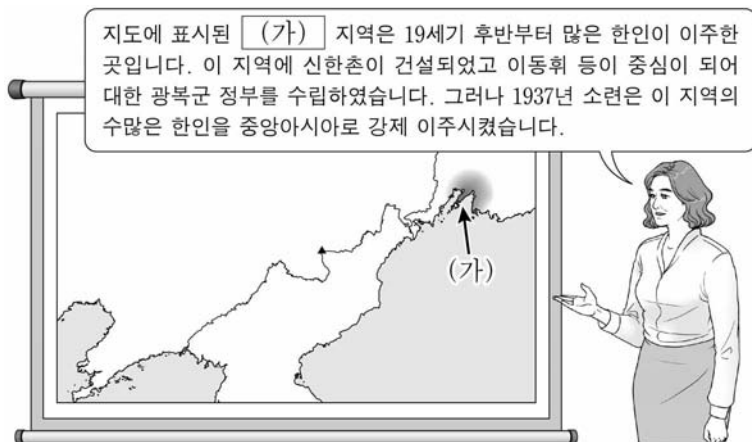 지도에 표시된 (가) 지역은 19세기 후반부터 많은 한인이 이주한
곳입니다. 이 지역에 신한촌이 건설되었고 이동휘 등이 중심이 되어
대한 광복군 정부를 수립하였습니다. 그러나 1937년 소련은 이 지역의
수많은 한인을 중앙아시아로 강제 이주시켰습니다.
(가)